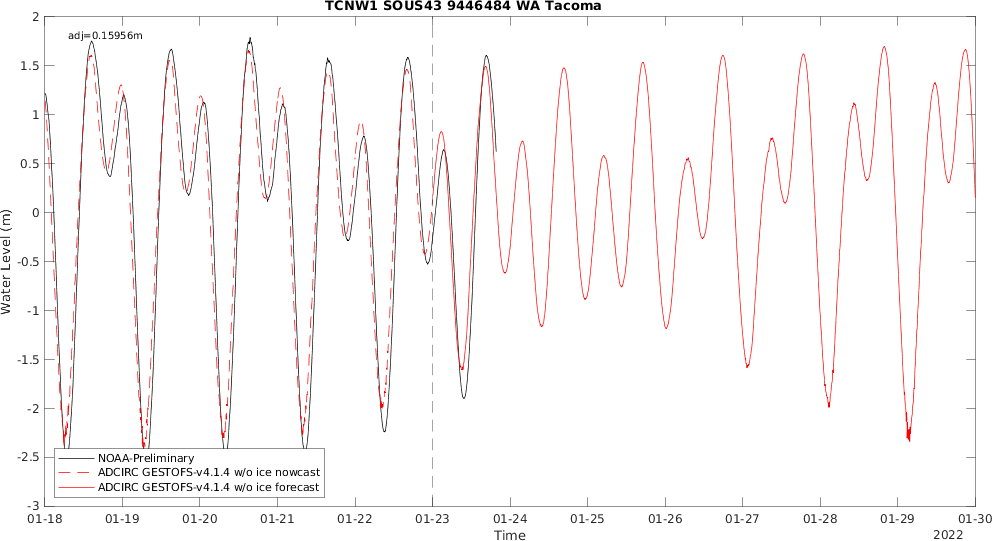 TCNW1 SOUS43 9446484 WA Tacoma
adj=0.15956m
2
1.5
1
0.5
0
-0.5
-1
-1.5
-2
-2.5
-3
Water Level (m)
NOAA-Preliminary
ADCIRC GESTOFS-v4.1.4 w/o ice nowcast
ADCIRC GESTOFS-v4.1.4 w/o ice forecast
01-18 01-19 01-20 01-21 01-22 01-23 01-24 01-25 01-26 01-27 01-28 01-29 01-30
Time
2022